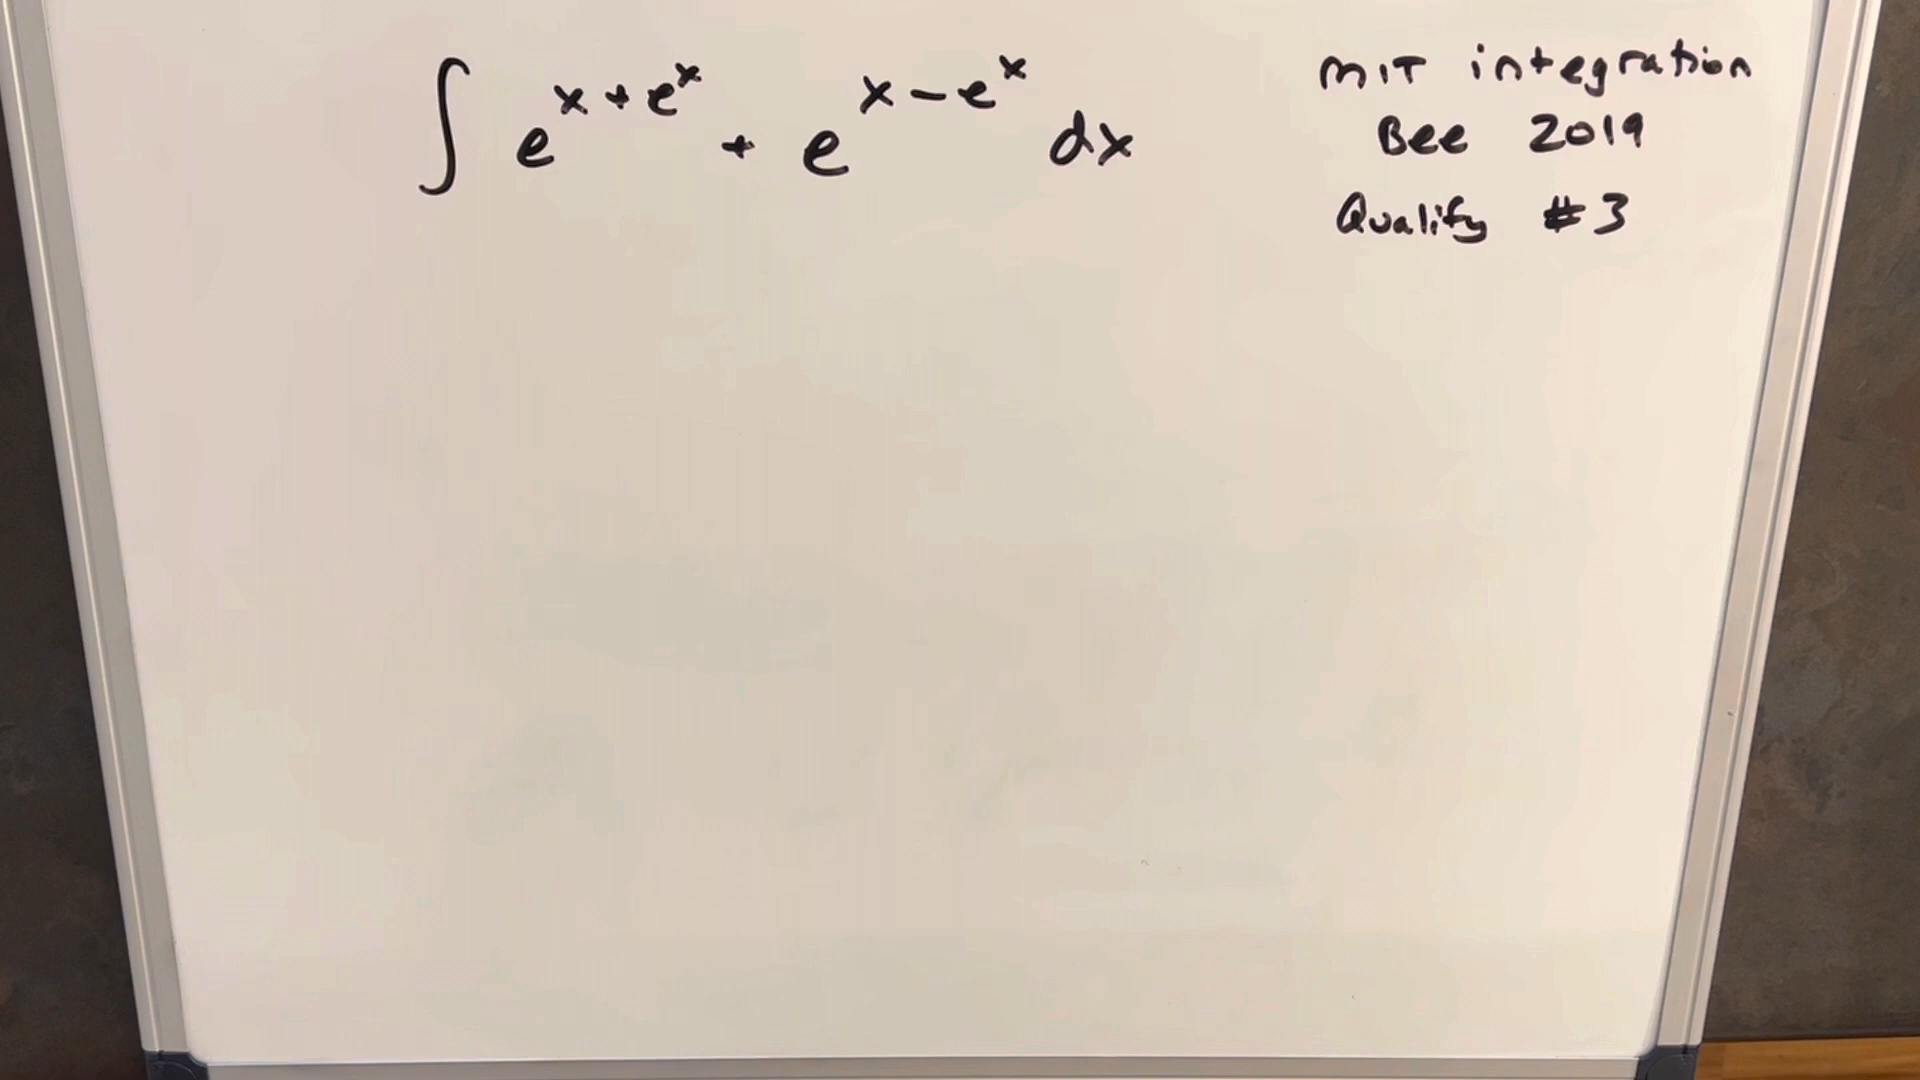 ∫ e^{x+e^x} + e^{x-e^x} dx
MIT integration
Bee 2019
Qualify #3